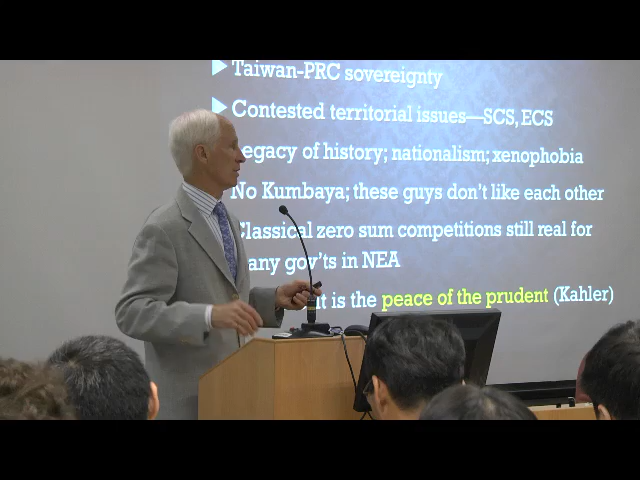 Taiwan-PRC sovereignty
Contested territorial issues—SCS, ECS
egacy of history; nationalism; xenophobia
No Kumbaya; these guys don't like each other
lassical zero sum competitions still real for
any gov'ts in NEA
t is the peace of the prudent (Kahler)